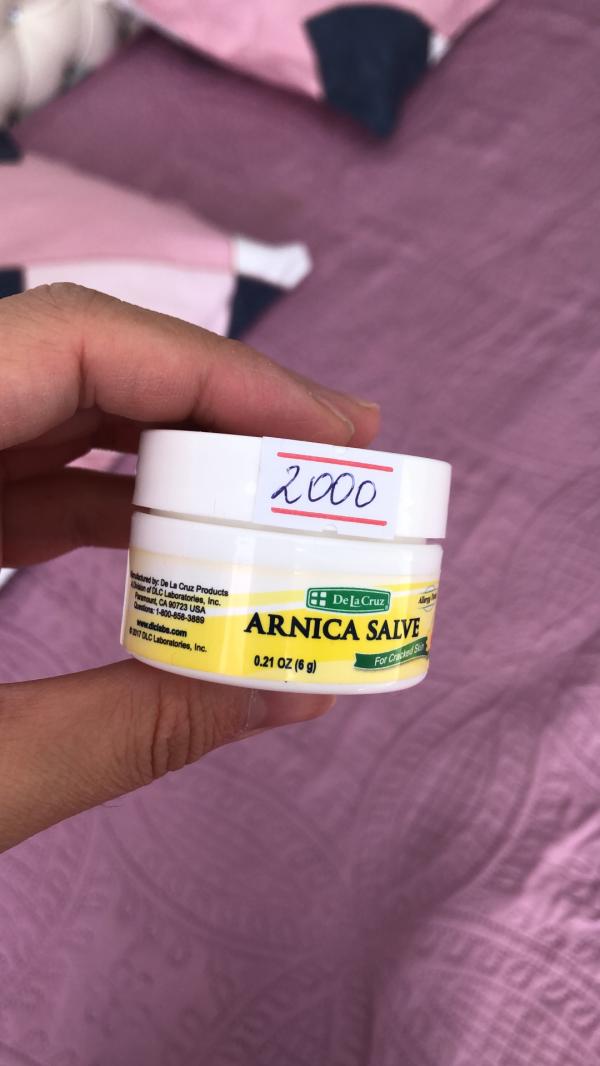 2000
Manufactured by: De La Cruz Products
A Division of DLC Laboratories, Inc.
Paramount, CA 90723 USA
Questions: 1-800-858-3889
www.dlclabs.com
© 2017 DLC Laboratories, Inc.
De La Cruz
ARNICA SALVE
For Cracked Skin
0.21 OZ (6 g)
Allergy